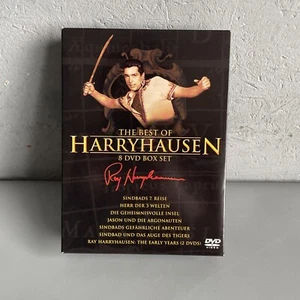 THE BEST OF
HARRYHAUSEN
8 DVD BOX SET
Ray Harryhausen
SINDBADS 7. REISE
HERR DER 3 WELTEN
DIE GEHEIMNISVOLLE INSEL
JASON UND DIE ARGONAUTEN
SINDBADS GEFÄHRLICHE ABENTEUER
SINDBAD UND DAS AUGE DES TIGERS
RAY HARRYHAUSEN: THE EARLY YEARS (2 DVDS)
DVD
VIDEO